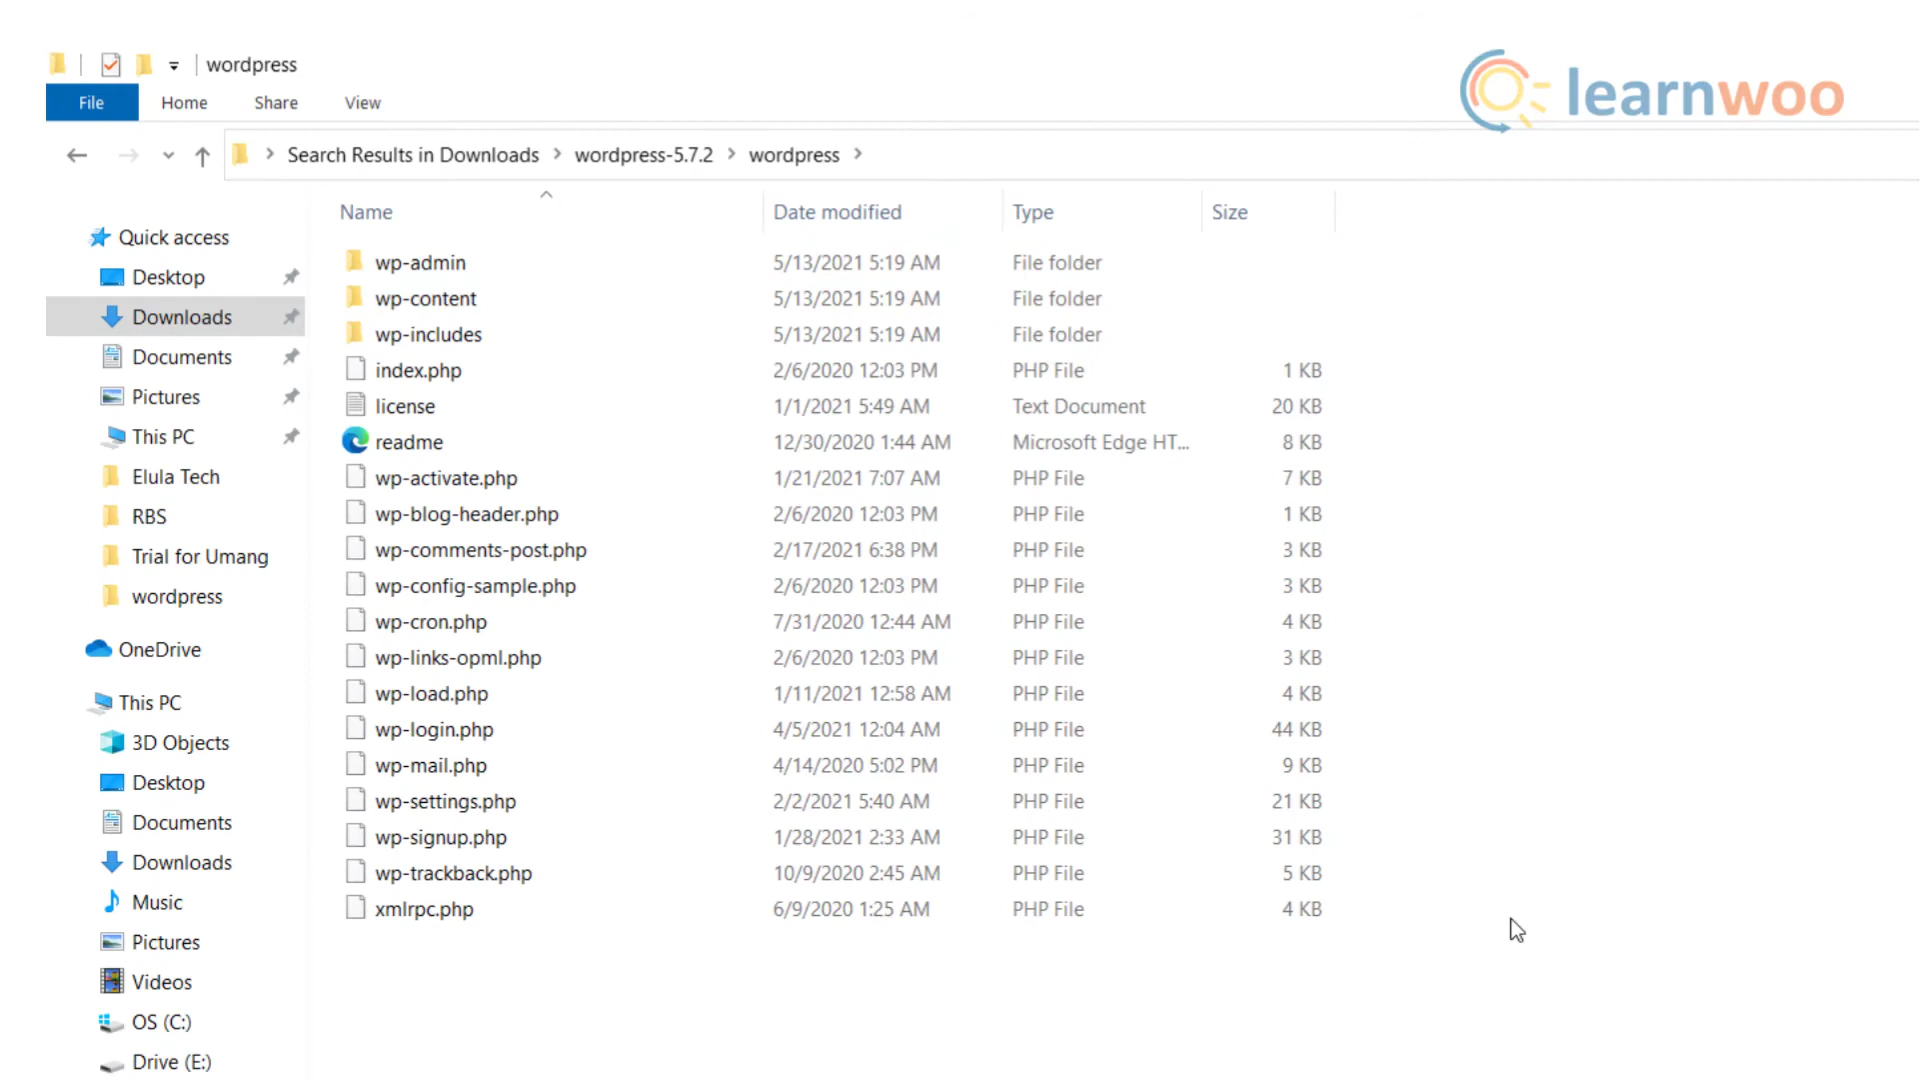 wordpress
learnwoo
File Home Share View
Search Results in Downloads wordpress-5.7.2 wordpress
Name Date modified Type Size
Quick access
Desktop
Downloads
Documents
Pictures
This PC
Elula Tech
RBS
Trial for Umang
wordpress
OneDrive
This PC
3D Objects
Desktop
Documents
Downloads
Music
Pictures
Videos
OS (C:)
Drive (E:)
wp-admin 5/13/2021 5:19 AM File folder
wp-content 5/13/2021 5:19 AM File folder
wp-includes 5/13/2021 5:19 AM File folder
index.php 2/6/2020 12:03 PM PHP File 1 KB
license 1/1/2021 5:49 AM Text Document 20 KB
readme 12/30/2020 1:44 AM Microsoft Edge HT... 8 KB
wp-activate.php 1/21/2021 7:07 AM PHP File 7 KB
wp-blog-header.php 2/6/2020 12:03 PM PHP File 1 KB
wp-comments-post.php 2/17/2021 6:38 PM PHP File 3 KB
wp-config-sample.php 2/6/2020 12:03 PM PHP File 3 KB
wp-cron.php 7/31/2020 12:44 AM PHP File 4 KB
wp-links-opml.php 2/6/2020 12:03 PM PHP File 3 KB
wp-load.php 1/11/2021 12:58 AM PHP File 4 KB
wp-login.php 4/5/2021 12:04 AM PHP File 44 KB
wp-mail.php 4/14/2020 5:02 PM PHP File 9 KB
wp-settings.php 2/2/2021 5:40 AM PHP File 21 KB
wp-signup.php 1/28/2021 2:33 AM PHP File 31 KB
wp-trackback.php 10/9/2020 2:45 AM PHP File 5 KB
xmlrpc.php 6/9/2020 1:25 AM PHP File 4 KB